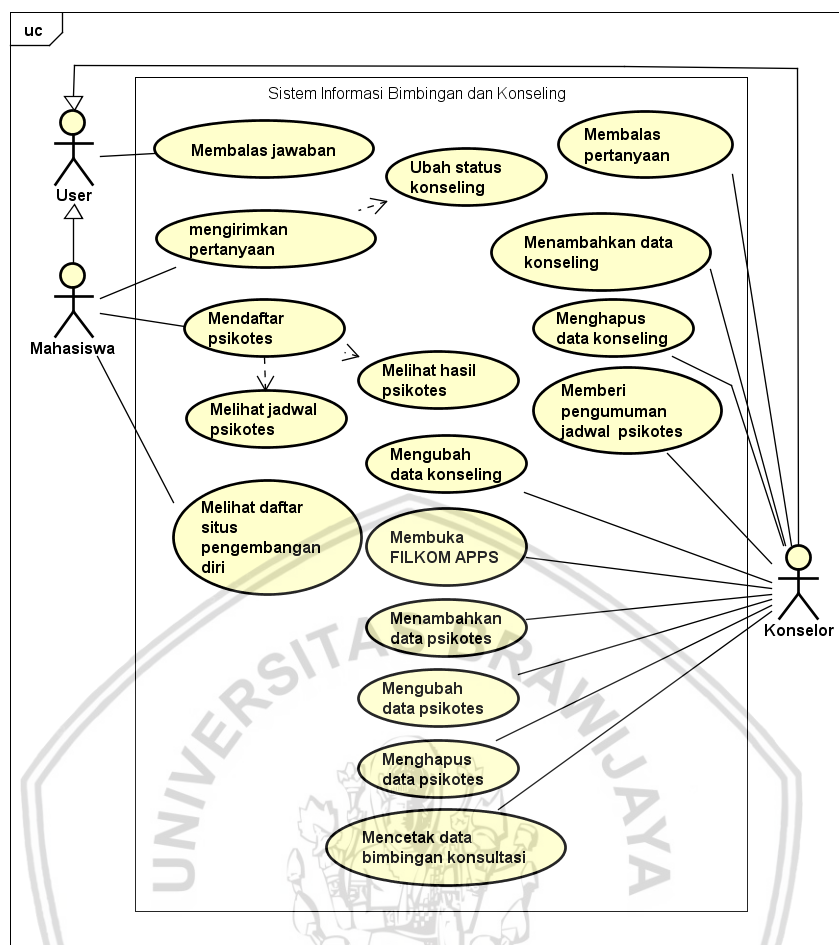 uc
Sistem Informasi Bimbingan dan Konseling
User
Membalas jawaban
Ubah status
konseling
Membalas
pertanyaan
mengirimkan
pertanyaan
Menambahkan data
konseling
Mahasiswa
Mendaftar
psikotes
Menghapus
data konseling
Melihat hasil
psikotes
Melihat jadwal
psikotes
Memberi
pengumuman
jadwal psikotes
Mengubah
data konseling
Melihat daftar
situs
pengembangan
diri
Membuka
FILKOM APPS
Konselor
Menambahkan
data psikotes
Mengubah
data psikotes
Menghapus
data psikotes
Mencetak data
bimbingan konsultasi
UNIVERSITAS BRAWIJAYA